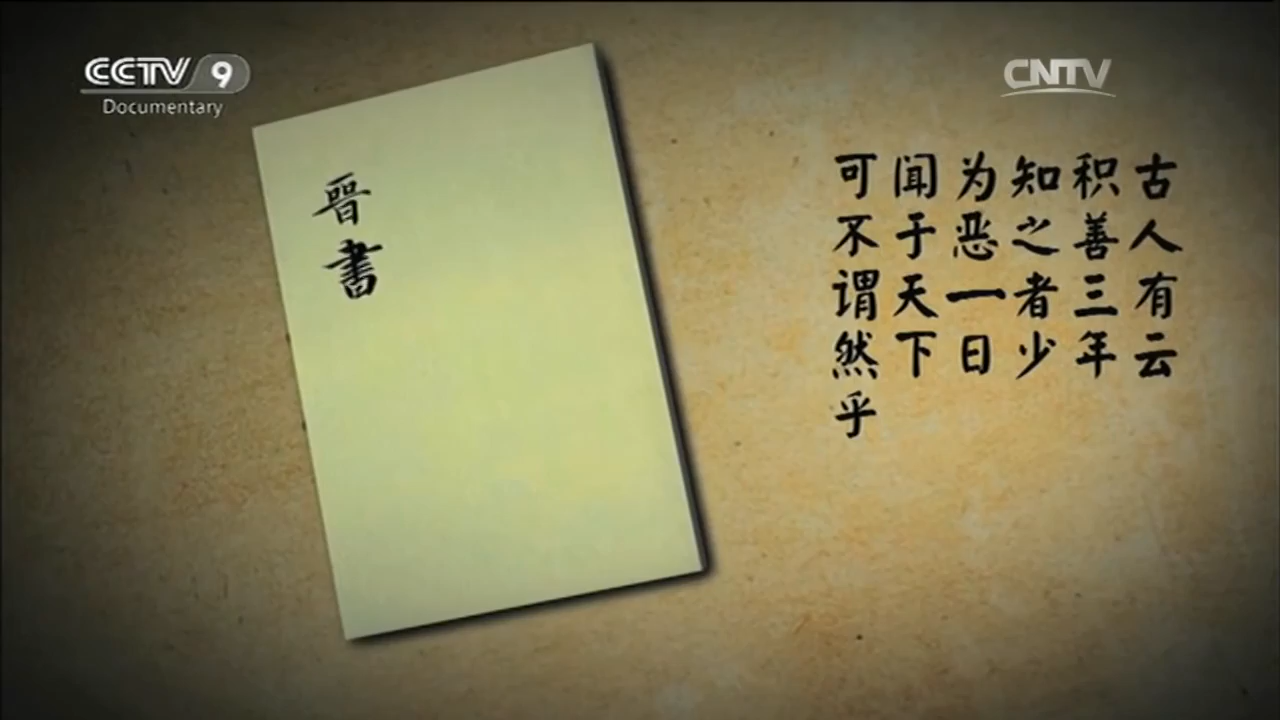 CCTV 9
Documentary
CNTV
晉書
古人有云
积善三年
知之者少
为恶一日
闻于天下
可不谓然乎